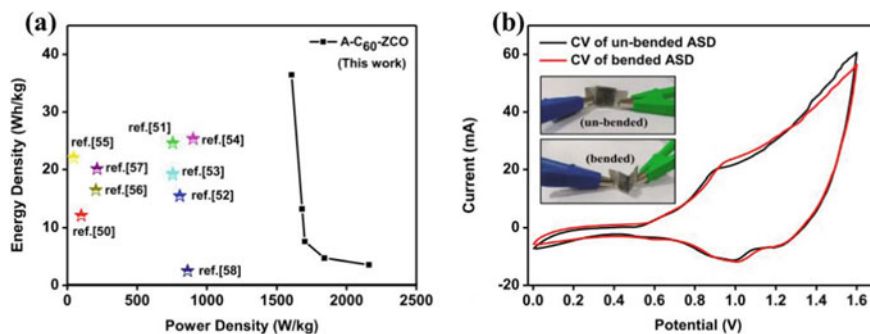 (a)
A-C60-ZCO
(This work)
Energy Density (Wh/kg)
40
30
20
10
0
ref.[55]
ref.[51]
ref.[54]
ref.[57]
ref.[53]
ref.[56]
ref.[52]
ref.[50]
ref.[58]
0 500 1000 1500 2000 2500
Power Density (W/kg)
(b)
CV of un-bended ASD
CV of bended ASD
(un-bended)
(bended)
Current (mA)
60
40
20
0
-20
0.0 0.2 0.4 0.6 0.8 1.0 1.2 1.4 1.6
Potential (V)